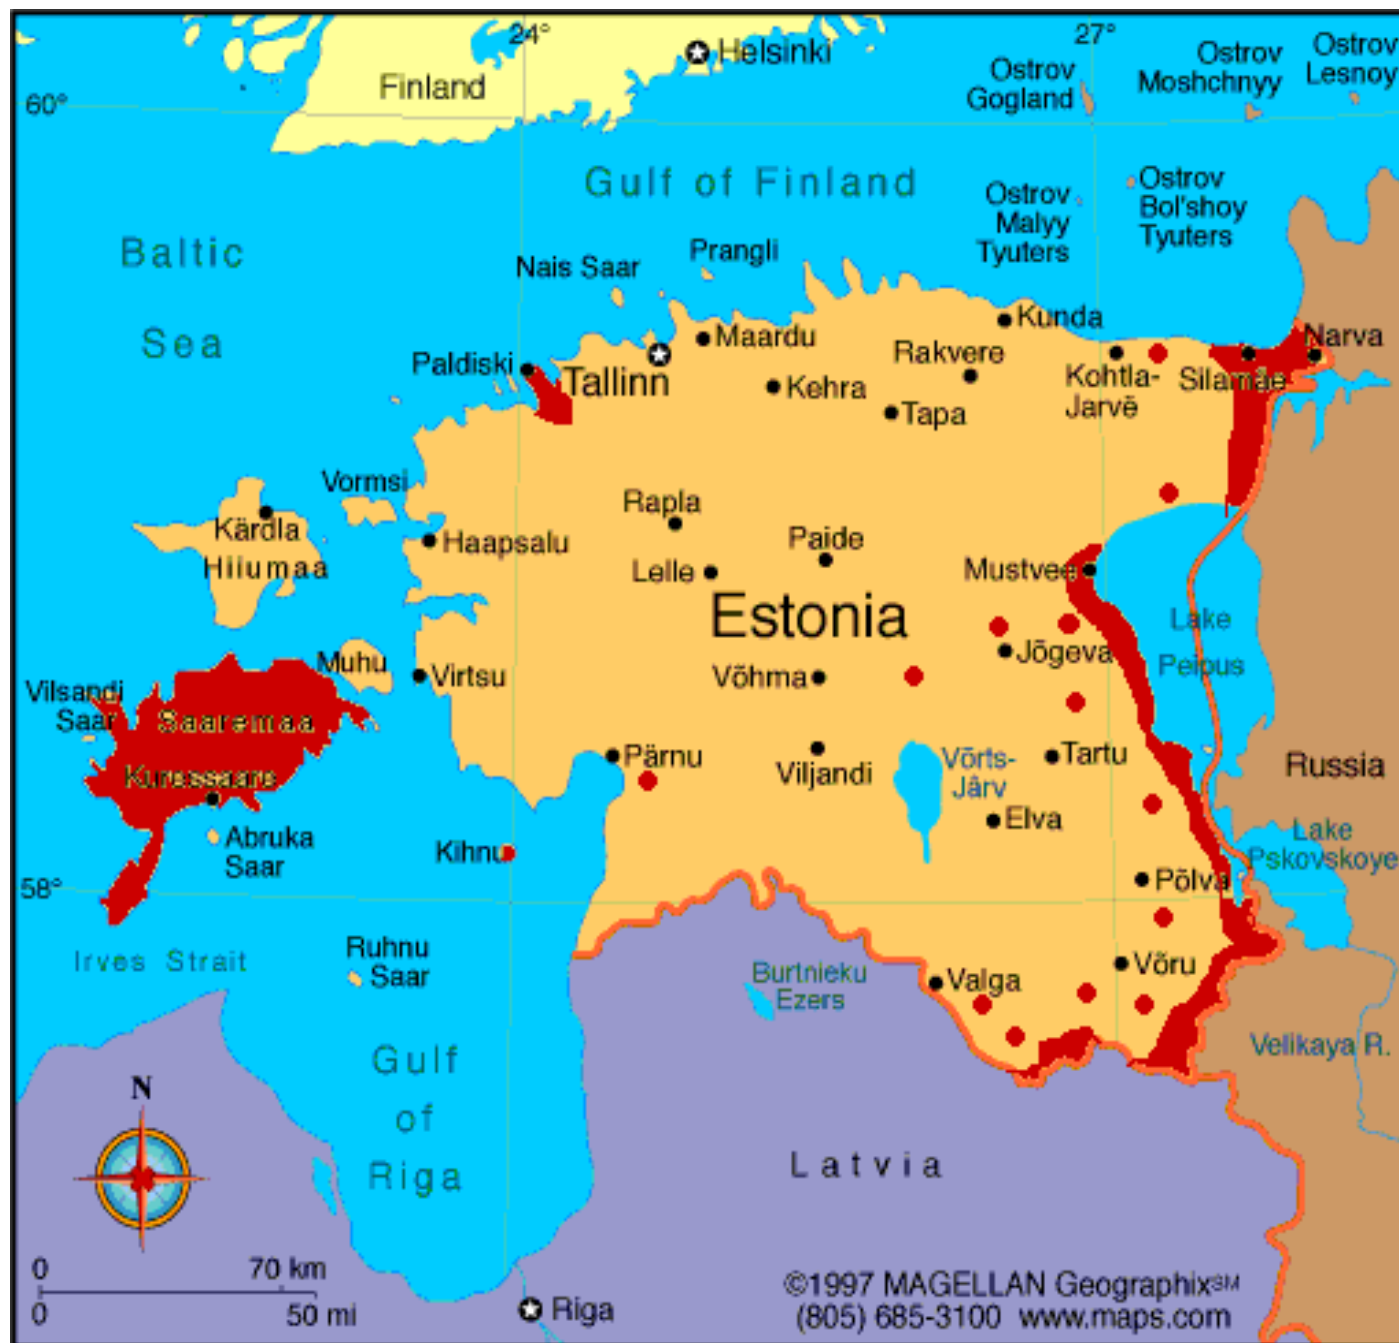 24°
27°
Helsinki
Finland
60°
Ostrov
Gogland
Ostrov
Moshchnyy
Ostrov
Lesnoy
Gulf of Finland
Ostrov
Malyy
Tyuters
Ostrov
Bol'shoy
Tyuters
Baltic
Sea
Nais Saar
Prangli
Paldiski
Tallinn
Maardu
Kehra
Kunda
Rakvere
Tapa
Kohtla-
Jarvē
Silamäe
Narva
Vormsi
Kärdla
Hiiumaa
Haapsalu
Rapla
Lelle
Paide
Mustvee
Estonia
Lake
Peipus
Muhu
Virtsu
Võhma
Jõgeva
Vilsandi
Saar
Saaremaa
Kuressaare
Pärnu
Viljandi
Võrts-
Järv
Tartu
Elva
Russia
Abruka
Saar
Kihnu
Lake
Pskovskoye
Põlva
58°
Irves Strait
Ruhnu
Saar
Burtnieku
Ezers
Valga
Võru
Velikaya R.
Gulf
of
Riga
N
Latvia
0 70 km
0 50 mi
Riga
©1997 MAGELLAN Geographix℠
(805) 685-3100 www.maps.com